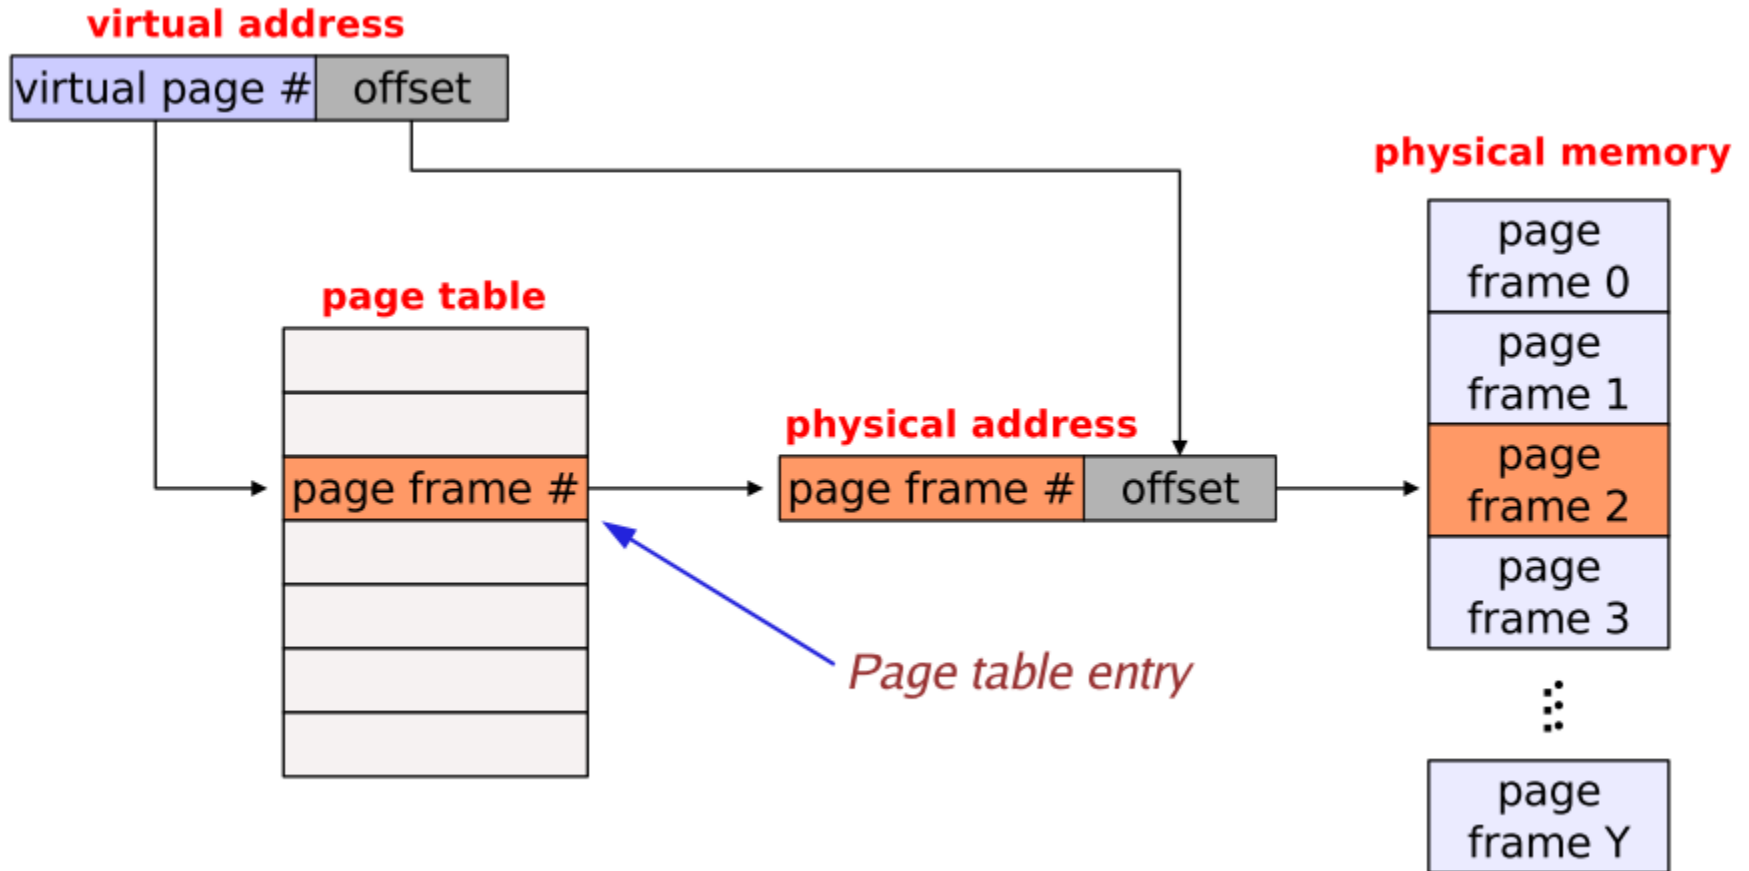 virtual address
virtual page #
offset
physical memory
page
frame 0
page
frame 1
page
frame 2
page
frame 3
page
frame Y
page table
page frame #
physical address
page frame #
offset
Page table entry